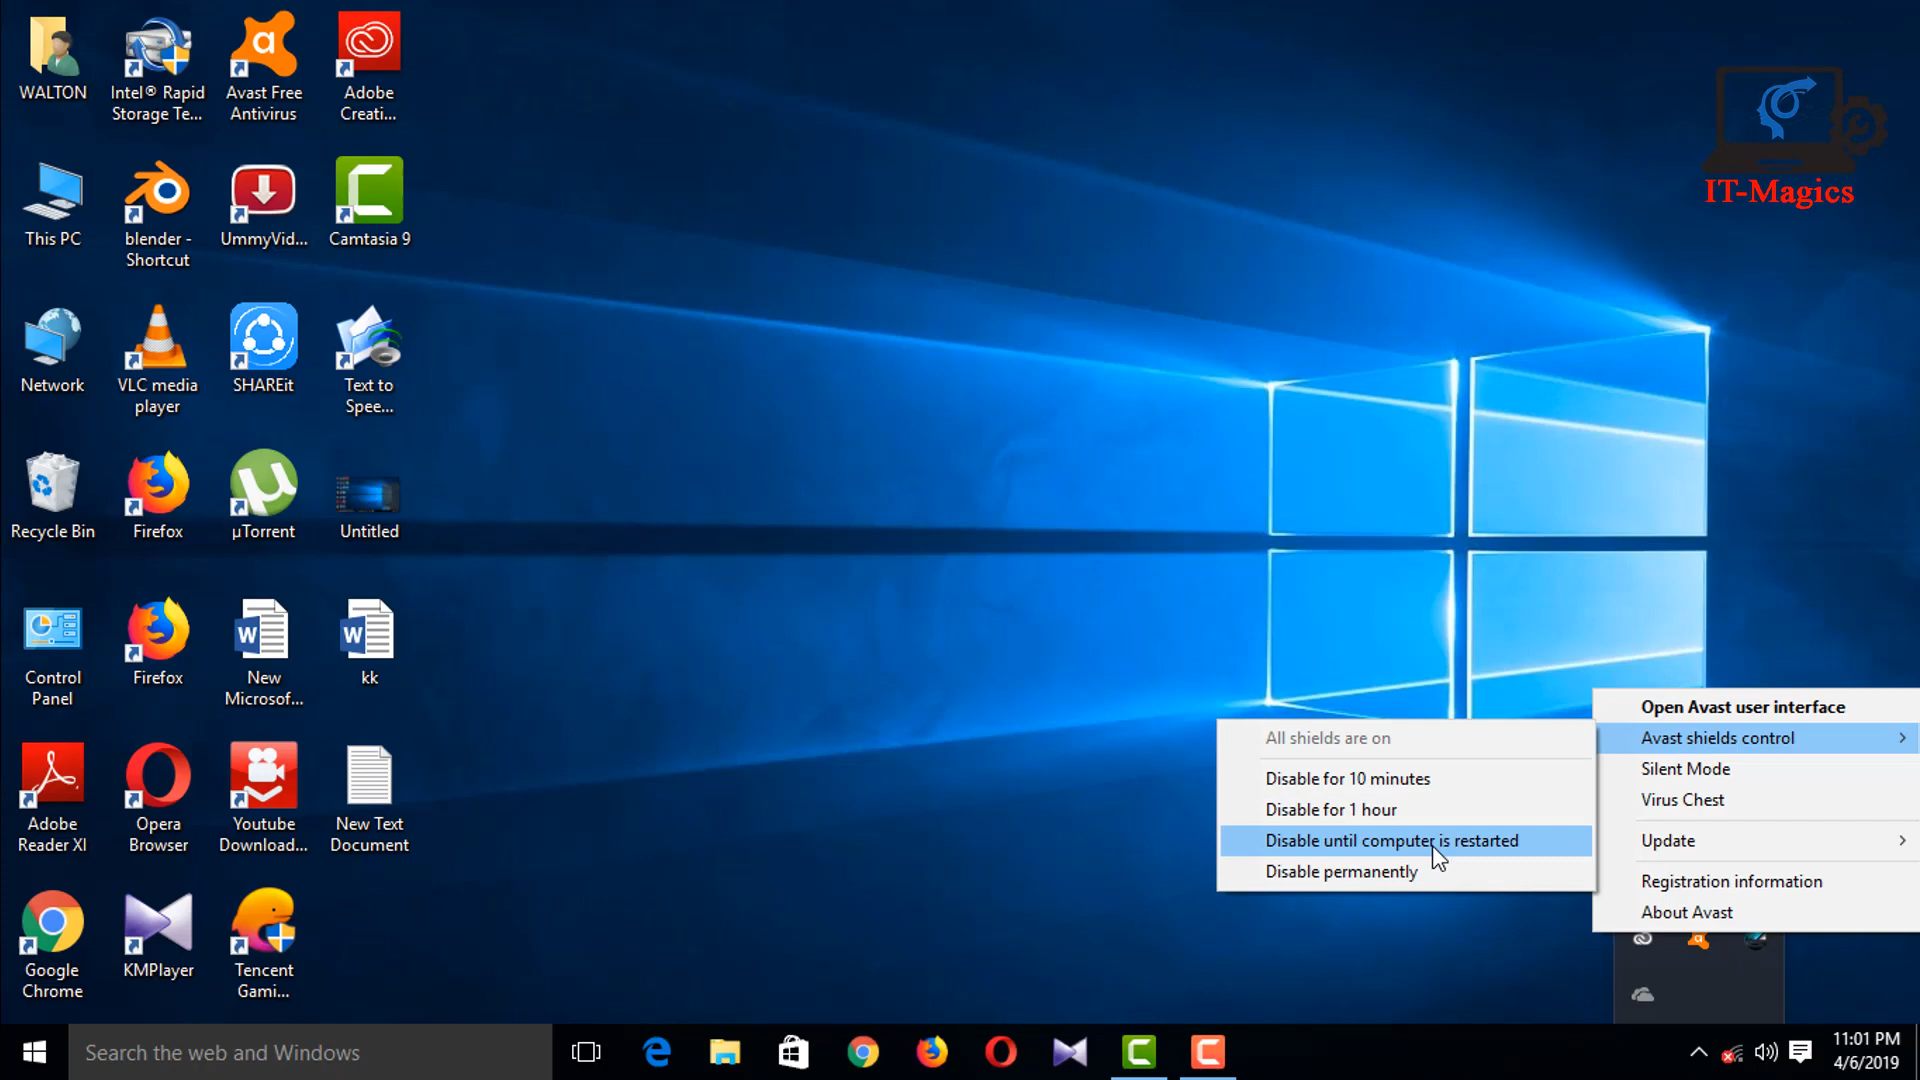 WALTON
Intel® Rapid
Storage Te...
Avast Free
Antivirus
Adobe
Creati...
This PC
blender -
Shortcut
UmmyVid...
Camtasia 9
Network
VLC media
player
SHAREit
Text to
Spee...
Recycle Bin
Firefox
µTorrent
Untitled
Control
Panel
Firefox
New
Microsof...
kk
Adobe
Reader XI
Opera
Browser
Youtube
Download...
New Text
Document
Google
Chrome
KMPlayer
Tencent
Gami...
IT-Magics
All shields are on
Disable for 10 minutes
Disable for 1 hour
Disable until computer is restarted
Disable permanently
Open Avast user interface
Avast shields control
Silent Mode
Virus Chest
Update
Registration information
About Avast
Search the web and Windows
11:01 PM
4/6/2019